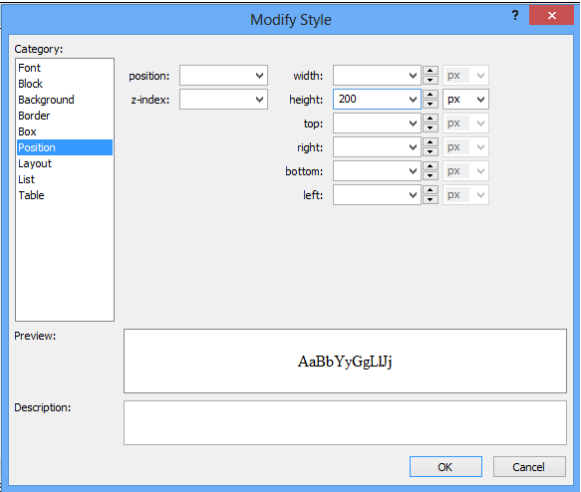 Modify Style
?
Category:
Font
Block
Background
Border
Box
Position
Layout
List
Table
position:
width:
px
z-index:
height:
200
px
top:
px
right:
px
bottom:
px
left:
px
Preview:
AaBbYyGgLlJj
Description:
OK
Cancel